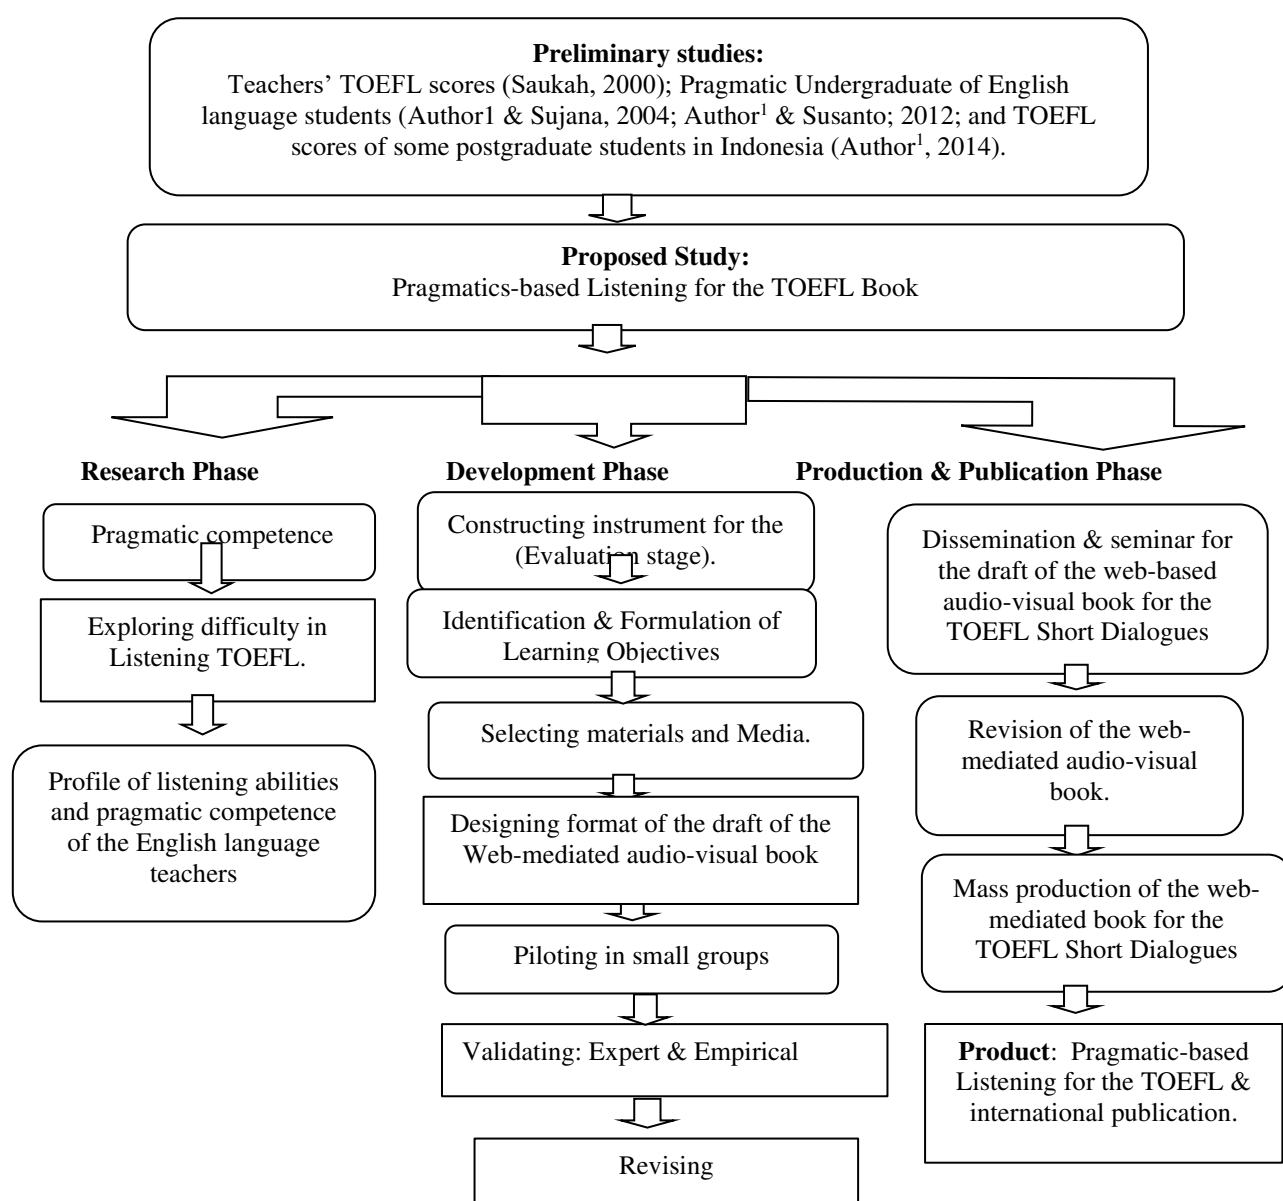 Preliminary studies:
Teachers’ TOEFL scores (Saukah, 2000); Pragmatic Undergraduate of English
language students (Author1 & Sujana, 2004; Author¹ & Susanto; 2012; and TOEFL
scores of some postgraduate students in Indonesia (Author¹, 2014).
Proposed Study:
Pragmatics-based Listening for the TOEFL Book
Research Phase
Pragmatic competence
Exploring difficulty in
Listening TOEFL.
Profile of listening abilities
and pragmatic competence
of the English language
teachers
Development Phase
Constructing instrument for the
(Evaluation stage).
Identification & Formulation of
Learning Objectives
Selecting materials and Media.
Designing format of the draft of the
Web-mediated audio-visual book
Piloting in small groups
Validating: Expert & Empirical
Revising
Production & Publication Phase
Dissemination & seminar for
the draft of the web-based
audio-visual book for the
TOEFL Short Dialogues
Revision of the web-
mediated audio-visual
book.
Mass production of the web-
mediated book for the
TOEFL Short Dialogues
Product: Pragmatic-based
Listening for the TOEFL &
international publication.